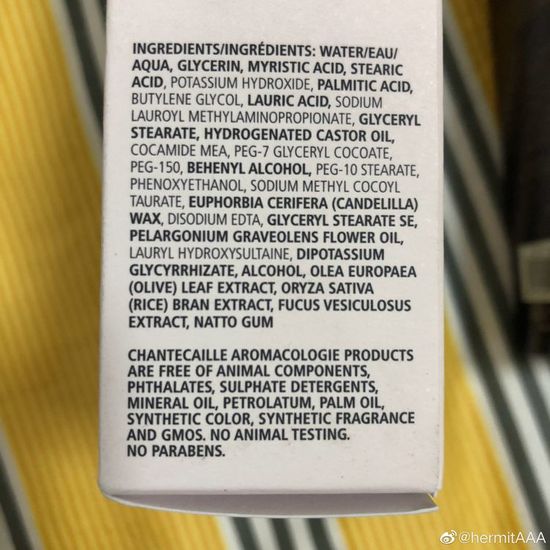 INGREDIENTS/INGRÉDIENTS: WATER/EAU/
AQUA, GLYCERIN, MYRISTIC ACID, STEARIC
ACID, POTASSIUM HYDROXIDE, PALMITIC ACID,
BUTYLENE GLYCOL, LAURIC ACID, SODIUM
LAUROYL METHYLAMINOPROPIONATE, GLYCERYL
STEARATE, HYDROGENATED CASTOR OIL,
COCAMIDE MEA, PEG-7 GLYCERYL COCOATE,
PEG-150, BEHENYL ALCOHOL, PEG-10 STEARATE,
PHENOXYETHANOL, SODIUM METHYL COCOYL
TAURATE, EUPHORBIA CERIFERA (CANDELILLA)
WAX, DISODIUM EDTA, GLYCERYL STEARATE SE,
PELARGONIUM GRAVEOLENS FLOWER OIL,
LAURYL HYDROXYSULTAINE, DIPOTASSIUM
GLYCYRRHIZATE, ALCOHOL, OLEA EUROPAEA
(OLIVE) LEAF EXTRACT, ORYZA SATIVA
(RICE) BRAN EXTRACT, FUCUS VESICULOSUS
EXTRACT, NATTO GUM
CHANTECAILLE AROMACOLOGIE PRODUCTS
ARE FREE OF ANIMAL COMPONENTS,
PHTHALATES, SULPHATE DETERGENTS,
MINERAL OIL, PETROLATUM, PALM OIL,
SYNTHETIC COLOR, SYNTHETIC FRAGRANCE
AND GMOS. NO ANIMAL TESTING.
NO PARABENS.
@hermitAAA